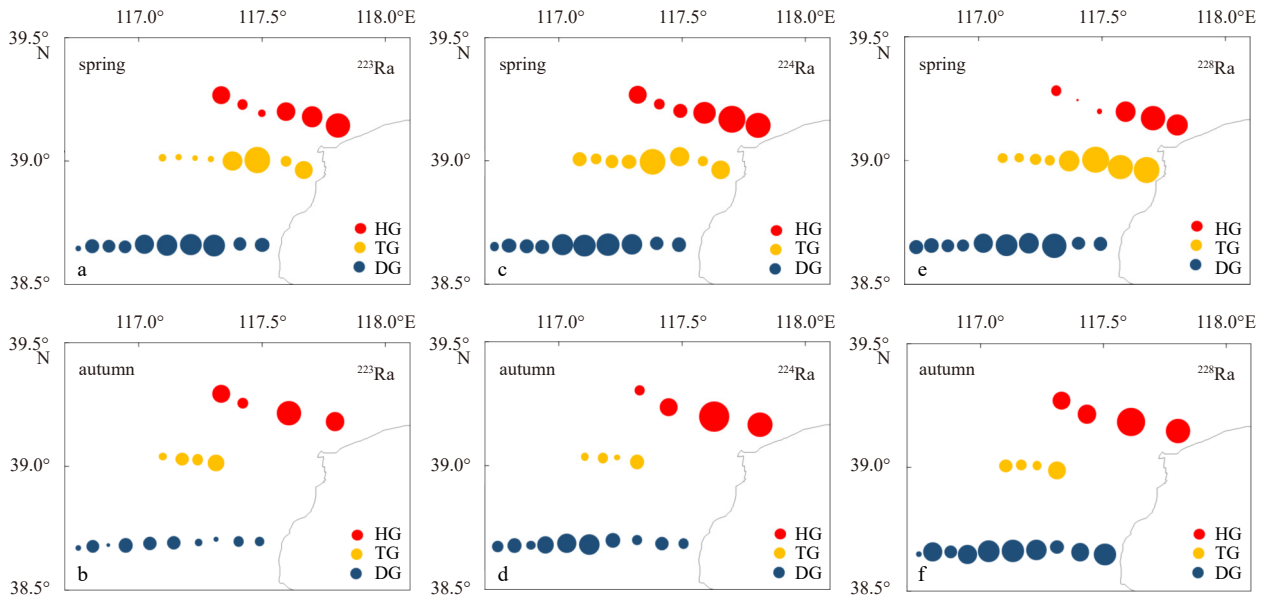 117.0° 117.5° 118.0°E
39.5°
N
39.0°
38.5°
spring
²²³Ra
HG
TG
DG
a
117.0° 117.5° 118.0°E
39.5°
N
39.0°
38.5°
spring
²²⁴Ra
HG
TG
DG
c
117.0° 117.5° 118.0°E
39.5°
N
39.0°
38.5°
spring
²²⁸Ra
HG
TG
DG
e
117.0° 117.5° 118.0°E
39.5°
N
39.0°
38.5°
autumn
²²³Ra
HG
TG
DG
b
117.0° 117.5° 118.0°E
39.5°
N
39.0°
38.5°
autumn
²²⁴Ra
HG
TG
DG
d
117.0° 117.5° 118.0°E
39.5°
N
39.0°
38.5°
autumn
²²⁸Ra
HG
TG
DG
f